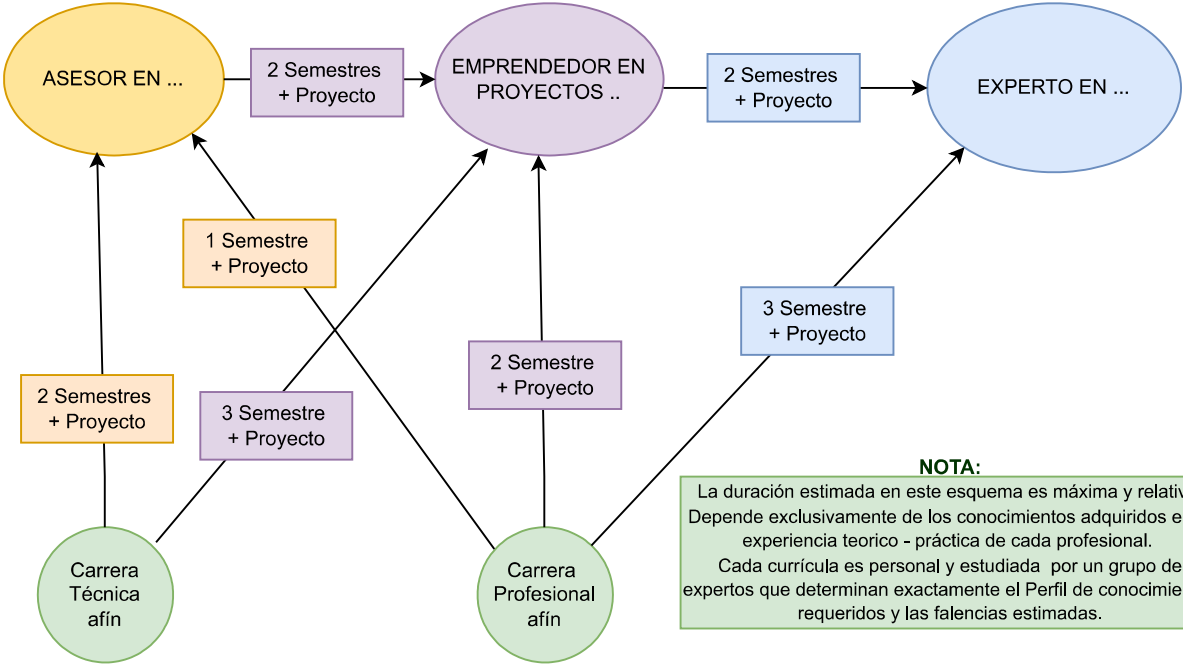 ASESOR EN ...
2 Semestres
+ Proyecto
EMPRENDEDOR EN
PROYECTOS ..
2 Semestres
+ Proyecto
EXPERTO EN ...
1 Semestre
+ Proyecto
3 Semestre
+ Proyecto
2 Semestre
+ Proyecto
2 Semestres
+ Proyecto
3 Semestre
+ Proyecto
NOTA:
La duración estimada en este esquema es máxima y
Depende exclusivamente de los conocimientos adquiridos
experiencia teorico - práctica de cada profesional.
Cada currícula es personal y estudiada por un grupo de
expertos que determinan exactamente el Perfil de
requeridos y las falencias estimadas.
Carrera
Técnica
afín
Carrera
Profesional
afín